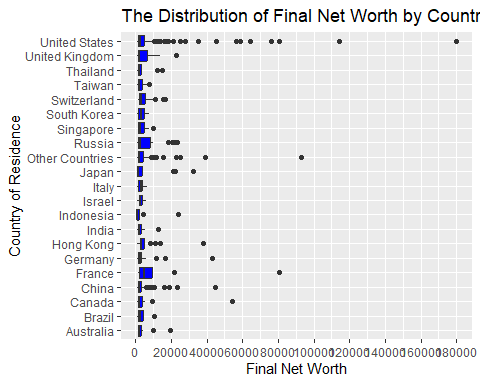 The Distribution of Final Net Worth by Countr
United States
United Kingdom
Thailand
Taiwan
Switzerland
South Korea
Singapore
Russia
Other Countries
Japan
Italy
Israel
Indonesia
India
Hong Kong
Germany
France
China
Canada
Brazil
Australia
Country of Residence
0 20000 40000 60000 80000 100000 120000 140000 160000 180000
Final Net Worth